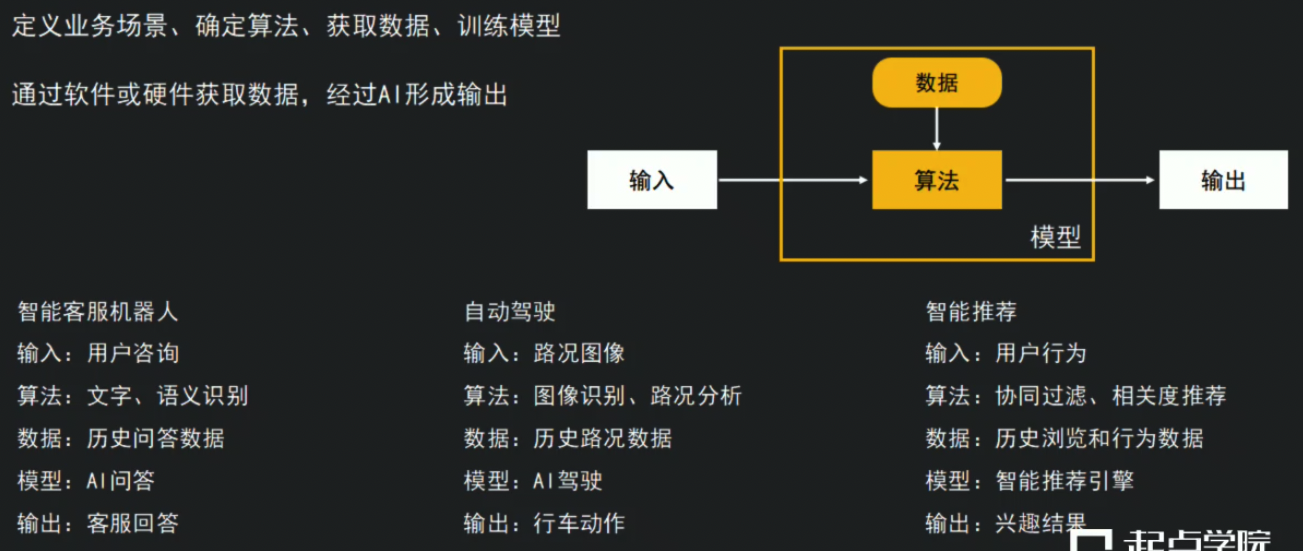 定义业务场景、确定算法、获取数据、训练模型
通过软件或硬件获取数据，经过AI形成输出
数据
输入
算法
输出
模型
智能客服机器人
输入：用户咨询
算法：文字、语义识别
数据：历史问答数据
模型：AI问答
输出：客服回答
自动驾驶
输入：路况图像
算法：图像识别、路况分析
数据：历史路况数据
模型：AI驾驶
输出：行车动作
智能推荐
输入：用户行为
算法：协同过滤、相关度推荐
数据：历史浏览和行为数据
模型：智能推荐引擎
输出：兴趣结果
起点学院